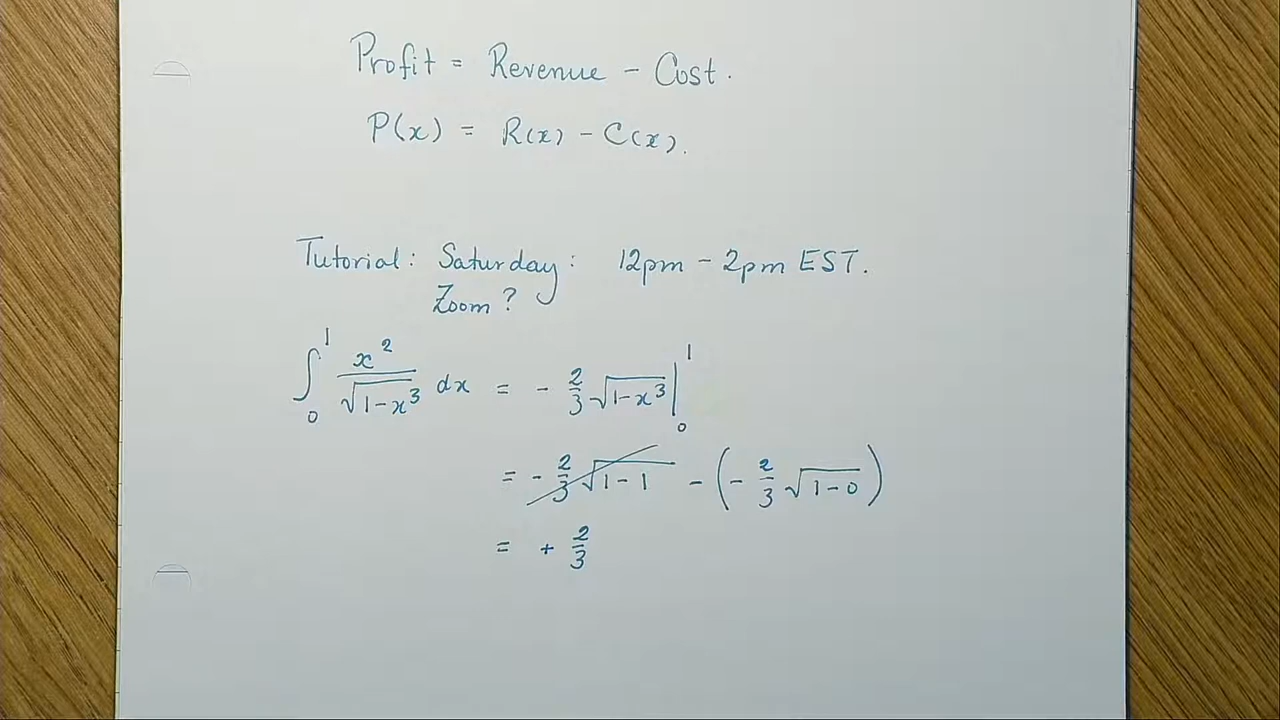 Profit = Revenue - Cost.
P(x) = R(x) - C(x).
Tutorial: Saturday: 12pm - 2pm EST.
Zoom?
∫₀¹ x²/√(1-x³) dx = - 2/3 √(1-x³) |₀¹
= - 2/3 √(1-1) - (- 2/3 √(1-0))
= + 2/3